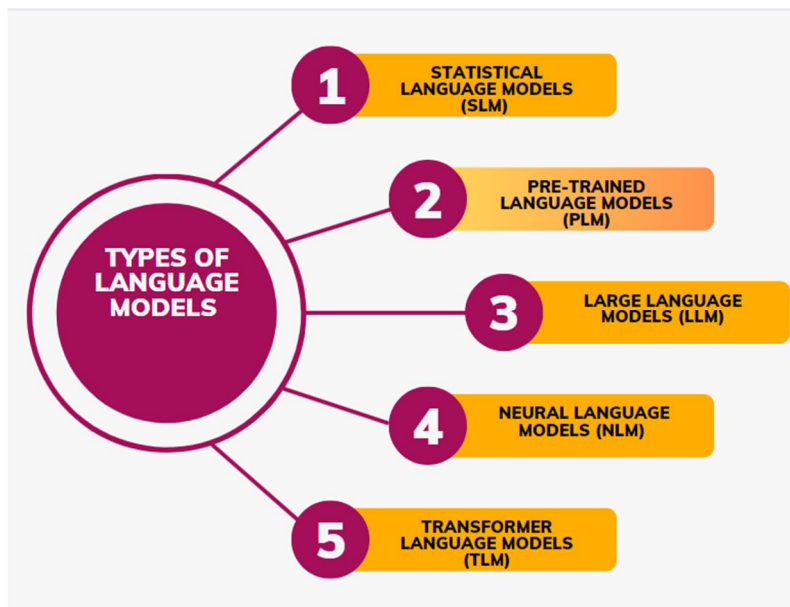 TYPES OF
LANGUAGE
MODELS
1
STATISTICAL
LANGUAGE MODELS
(SLM)
2
PRE-TRAINED
LANGUAGE MODELS
(PLM)
3
LARGE LANGUAGE
MODELS (LLM)
4
NEURAL LANGUAGE
MODELS (NLM)
5
TRANSFORMER
LANGUAGE MODELS
(TLM)